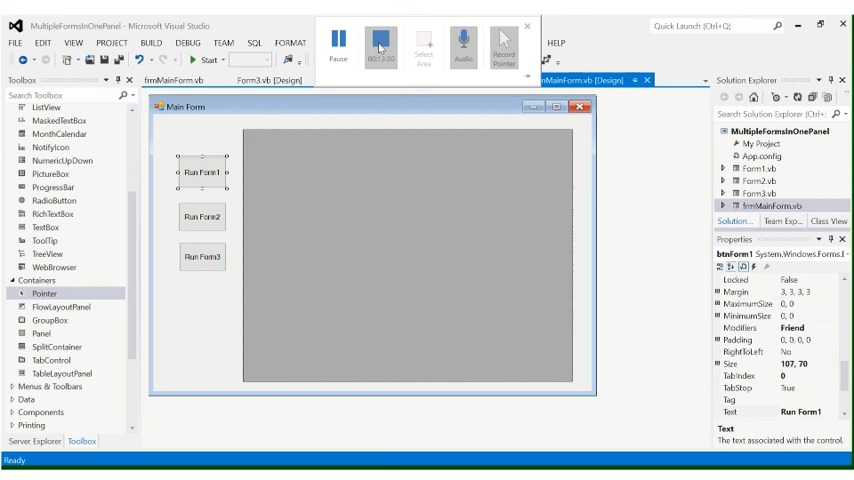 MultipleFormsInOnePanel - Microsoft Visual Studio
Quick Launch (Ctrl+Q)
FILE EDIT VIEW PROJECT BUILD DEBUG TEAM SQL FORMAT HELP
Start
Pause
00:13:20
Select Area
Audio
Record Pointer
Toolbox
frmMainForm.vb Form3.vb [Design] mMainForm.vb [Design]
Search Toolbox
ListView
MaskedTextBox
MonthCalendar
NotifyIcon
NumericUpDown
PictureBox
ProgressBar
RadioButton
RichTextBox
TextBox
ToolTip
TreeView
WebBrowser
Containers
Pointer
FlowLayoutPanel
GroupBox
Panel
SplitContainer
TabControl
TableLayoutPanel
Menus & Toolbars
Data
Components
Printing
Server Explorer Toolbox
Main Form
Run Form1
Run Form2
Run Form3
Solution Explorer
Search Solution Explorer (Ctrl+;)
MultipleFormsInOnePanel
My Project
App.config
Form1.vb
Form2.vb
Form3.vb
frmMainForm.vb
Solution... Team Exp... Class View
Properties
btnForm1 System.Windows.Forms.
Locked False
Margin 3, 3, 3, 3
MaximumSize 0, 0
MinimumSize 0, 0
Modifiers Friend
Padding 0, 0, 0, 0
RightToLeft No
Size 107, 70
TabIndex 0
TabStop True
Tag
Text Run Form1
Text
The text associated with the control.
Ready